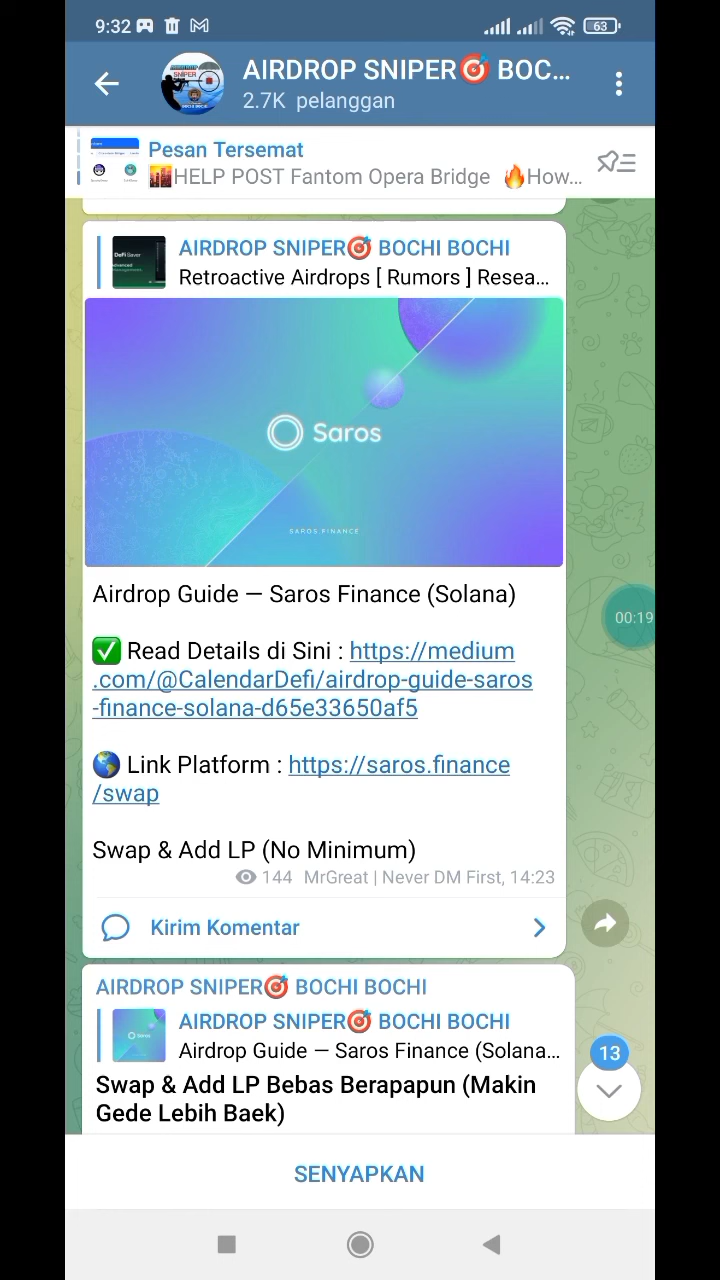 9:32
63
AIRDROP SNIPER🎯 BOC...
2.7K pelanggan
Pesan Tersemat
🌇HELP POST Fantom Opera Bridge 🔥How...
AIRDROP SNIPER🎯 BOCHI BOCHI
Retroactive Airdrops [ Rumors ] Resea...
Saros
SAROS.FINANCE
Airdrop Guide — Saros Finance (Solana)
✅ Read Details di Sini : https://medium
.com/@CalendarDefi/airdrop-guide-saros
-finance-solana-d65e33650af5
🌎 Link Platform : https://saros.finance
/swap
Swap & Add LP (No Minimum)
144 MrGreat | Never DM First, 14:23
Kirim Komentar
00:19
AIRDROP SNIPER🎯 BOCHI BOCHI
AIRDROP SNIPER🎯 BOCHI BOCHI
Airdrop Guide — Saros Finance (Solana...
13
Swap & Add LP Bebas Berapapun (Makin
Gede Lebih Baek)
SENYAPKAN